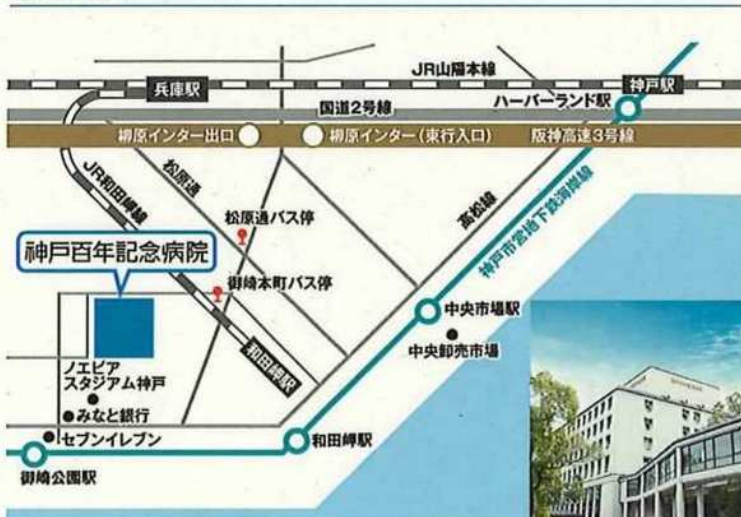 JR山陽本線
兵庫駅
神戸駅
ハーバーランド駅
国道2号線
柳原インター出口
柳原インター(東行入口)
阪神高速3号線
JR和田岬線
松原通
松原通バス停
高松線
神戸市営地下鉄海岸線
神戸百年記念病院
御崎本町バス停
中央市場駅
中央卸売市場
和田岬駅
ノエビア
スタジアム神戸
みなと銀行
セブンイレブン
和田岬駅
御崎公園駅